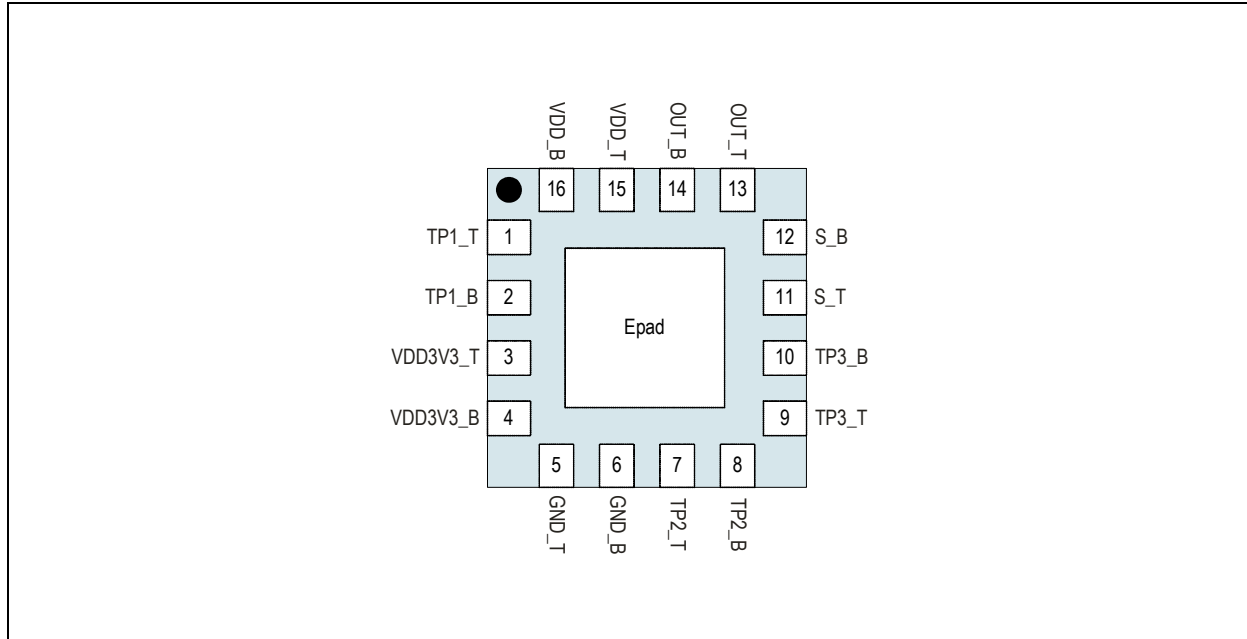 VDD_B VDD_T OUT_B OUT_T
16 15 14 13
TP1_T 1 12 S_B
TP1_B 2 11 S_T
Epad
VDD3V3_T 3 10 TP3_B
VDD3V3_B 4 9 TP3_T
5 6 7 8
GND_T GND_B TP2_T TP2_B